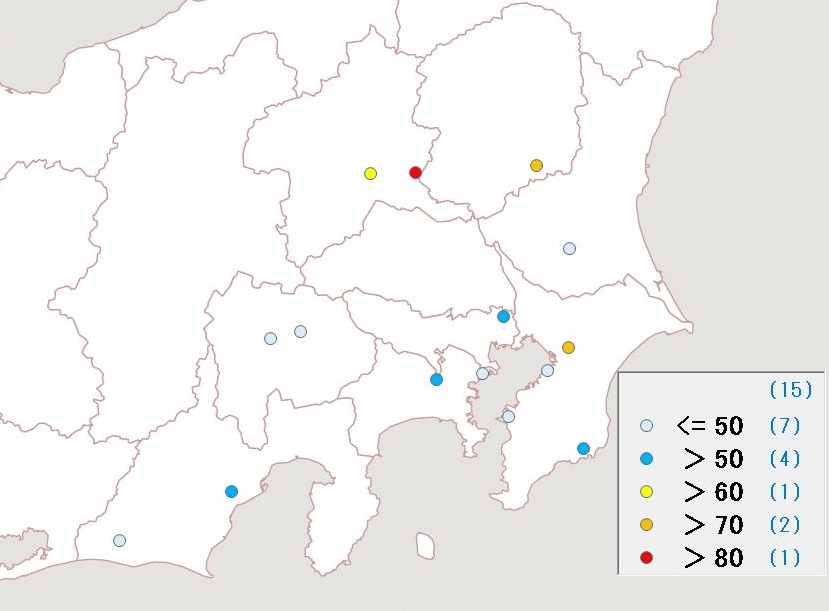 (15)
<= 50 (7)
> 50 (4)
> 60 (1)
> 70 (2)
> 80 (1)